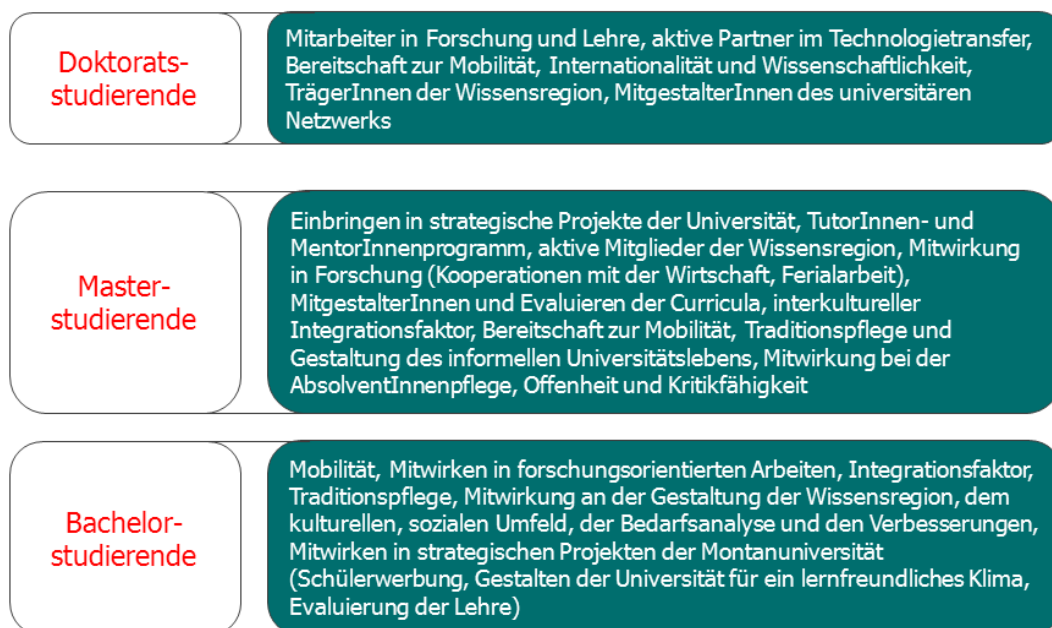 Doktorats-
studierende
Mitarbeiter in Forschung und Lehre, aktive Partner im Technologietransfer,
Bereitschaft zur Mobilität, Internationalität und Wissenschaftlichkeit,
TrägerInnen der Wissensregion, MitgestalterInnen des universitären
Netzwerks
Master-
studierende
Einbringen in strategische Projekte der Universität, TutorInnen- und
MentorInnenprogramm, aktive Mitglieder der Wissensregion, Mitwirkung
in Forschung (Kooperationen mit der Wirtschaft, Ferialarbeit),
MitgestalterInnen und Evaluieren der Curricula, interkultureller
Integrationsfaktor, Bereitschaft zur Mobilität, Traditionspflege und
Gestaltung des informellen Universitätslebens, Mitwirkung bei der
AbsolventInnenpflege, Offenheit und Kritikfähigkeit
Bachelor-
studierende
Mobilität, Mitwirken in forschungsorientierten Arbeiten, Integrationsfaktor,
Traditionspflege, Mitwirkung an der Gestaltung der Wissensregion, dem
kulturellen, sozialen Umfeld, der Bedarfsanalyse und den Verbesserungen,
Mitwirken in strategischen Projekten der Montanuniversität
(Schülerwerbung, Gestalten der Universität für ein lernfreundliches Klima,
Evaluierung der Lehre)